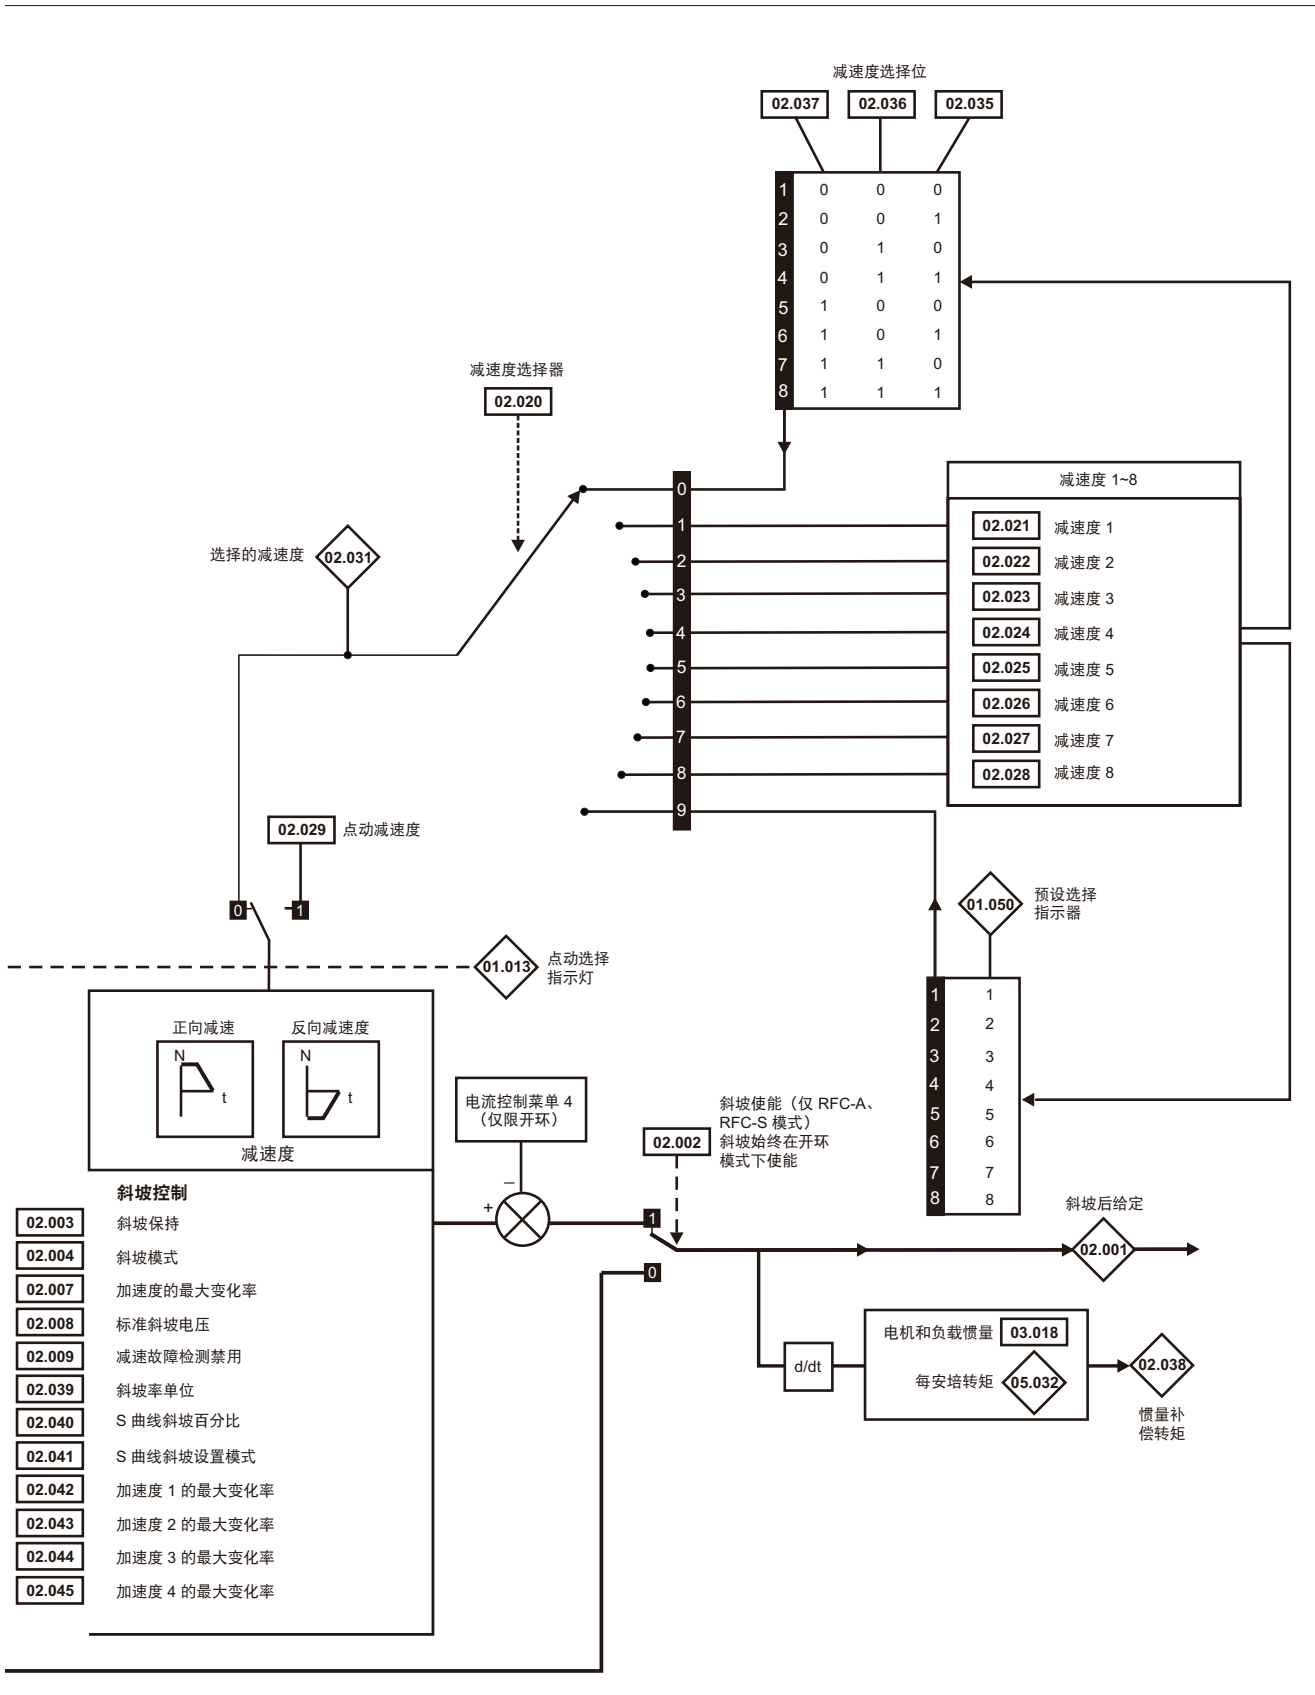 减速度选择位
02.037 02.036 02.035
1 0 0 0
2 0 0 1
3 0 1 0
4 0 1 1
5 1 0 0
6 1 0 1
7 1 1 0
8 1 1 1
减速度选择器
02.020
0
1
2
3
4
5
6
7
8
9
减速度 1~8
02.021 减速度 1
02.022 减速度 2
02.023 减速度 3
02.024 减速度 4
02.025 减速度 5
02.026 减速度 6
02.027 减速度 7
02.028 减速度 8
选择的减速度 02.031
02.029 点动减速度
0 1
01.013 点动选择
指示灯
01.050 预设选择
指示器
1 1
2 2
3 3
4 4
5 5
6 6
7 7
8 8
正向减速 反向减速度
N t N t
减速度
电流控制菜单 4
（仅限开环）
+ −
02.002
斜坡使能（仅 RFC-A、
RFC-S 模式）
斜坡始终在开环
模式下使能
1
0
斜坡后给定
02.001
斜坡控制
02.003 斜坡保持
02.004 斜坡模式
02.007 加速度的最大变化率
02.008 标准斜坡电压
02.009 减速故障检测禁用
02.039 斜坡率单位
02.040 S 曲线斜坡百分比
02.041 S 曲线斜坡设置模式
02.042 加速度 1 的最大变化率
02.043 加速度 2 的最大变化率
02.044 加速度 3 的最大变化率
02.045 加速度 4 的最大变化率
d/dt
电机和负载惯量 03.018
每安培转矩 05.032
02.038
惯量补
偿转矩